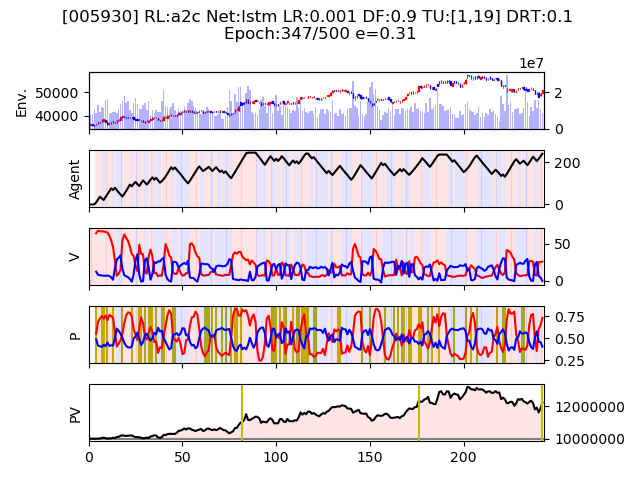 [005930] RL:a2c Net:lstm LR:0.001 DF:0.9 TU:[1,19] DRT:0.1
Epoch:347/500 e=0.31
1e7
Env.
50000
40000
2
0
Agent
200
0
V
50
0
P
0.75
0.50
0.25
PV
12000000
10000000
0 50 100 150 200